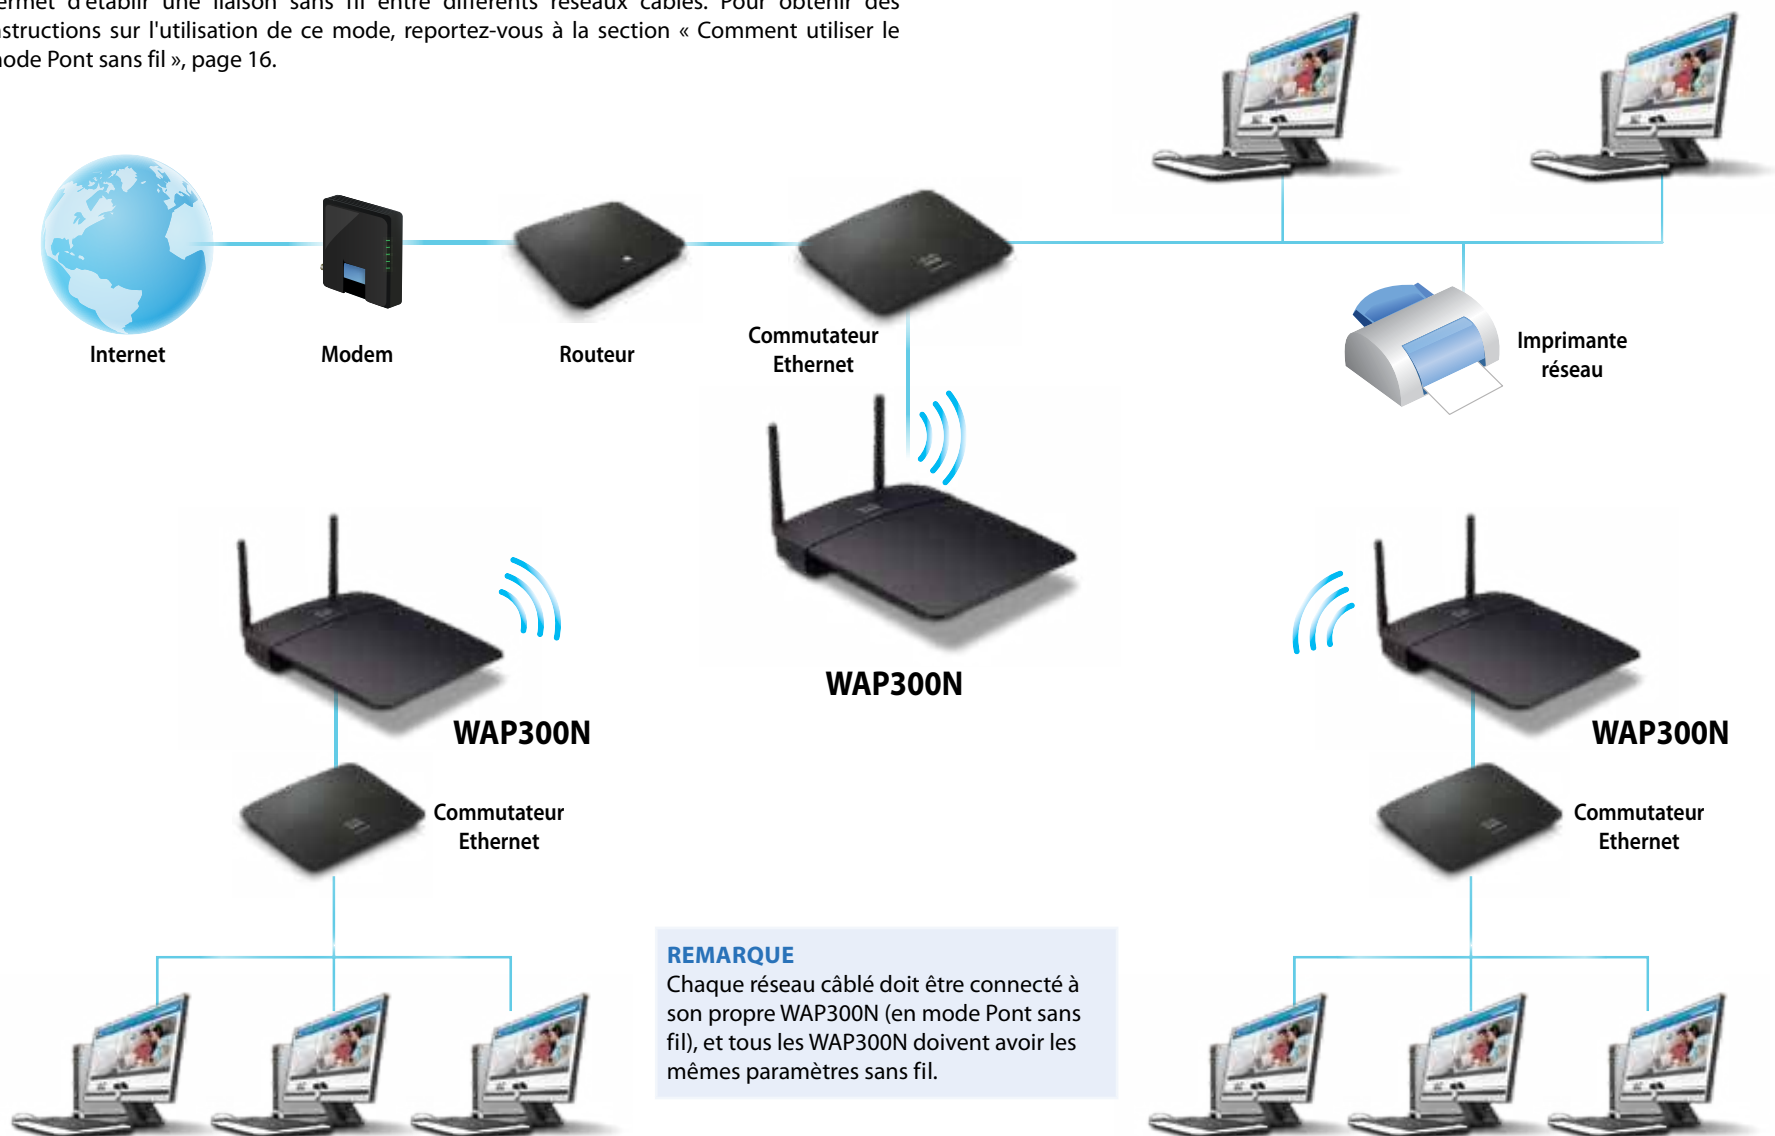 permet d'établir une liaison sans fil entre différents réseaux câblés. Pour obtenir des
instructions sur l'utilisation de ce mode, reportez-vous à la section « Comment utiliser le
mode Pont sans fil », page 16.
Internet
Modem
Routeur
Commutateur
Ethernet
Imprimante
réseau
WAP300N
WAP300N
WAP300N
Commutateur
Ethernet
Commutateur
Ethernet
REMARQUE
Chaque réseau câblé doit être connecté à
son propre WAP300N (en mode Pont sans
fil), et tous les WAP300N doivent avoir les
mêmes paramètres sans fil.